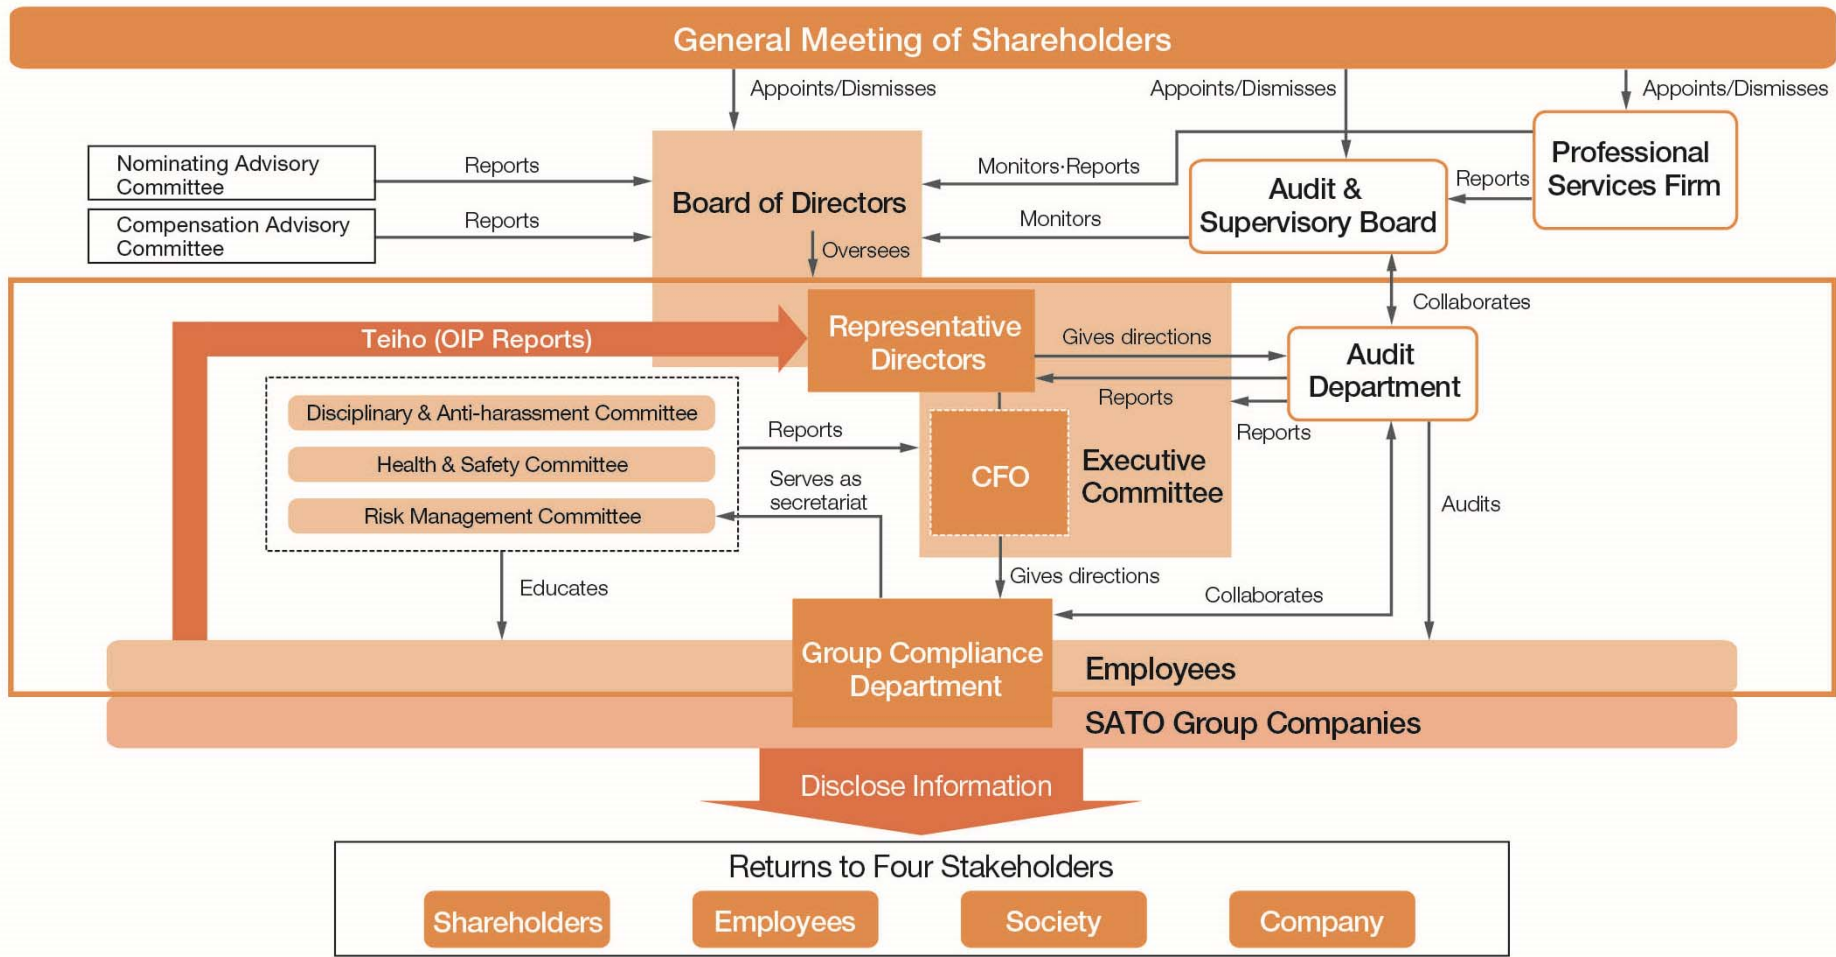 General Meeting of Shareholders
Appoints/Dismisses
Appoints/Dismisses
Appoints/Dismisses
Nominating Advisory
Committee
Reports
Compensation Advisory
Committee
Reports
Board of Directors
Oversees
Monitors·Reports
Monitors
Audit &
Supervisory Board
Reports
Professional
Services Firm
Collaborates
Teiho (OIP Reports)
Representative
Directors
Gives directions
Reports
Reports
Audit
Department
Disciplinary & Anti-harassment Committee
Health & Safety Committee
Risk Management Committee
Reports
Serves as
secretariat
CFO
Executive
Committee
Audits
Educates
Gives directions
Collaborates
Group Compliance
Department
Employees
SATO Group Companies
Disclose Information
Returns to Four Stakeholders
Shareholders
Employees
Society
Company